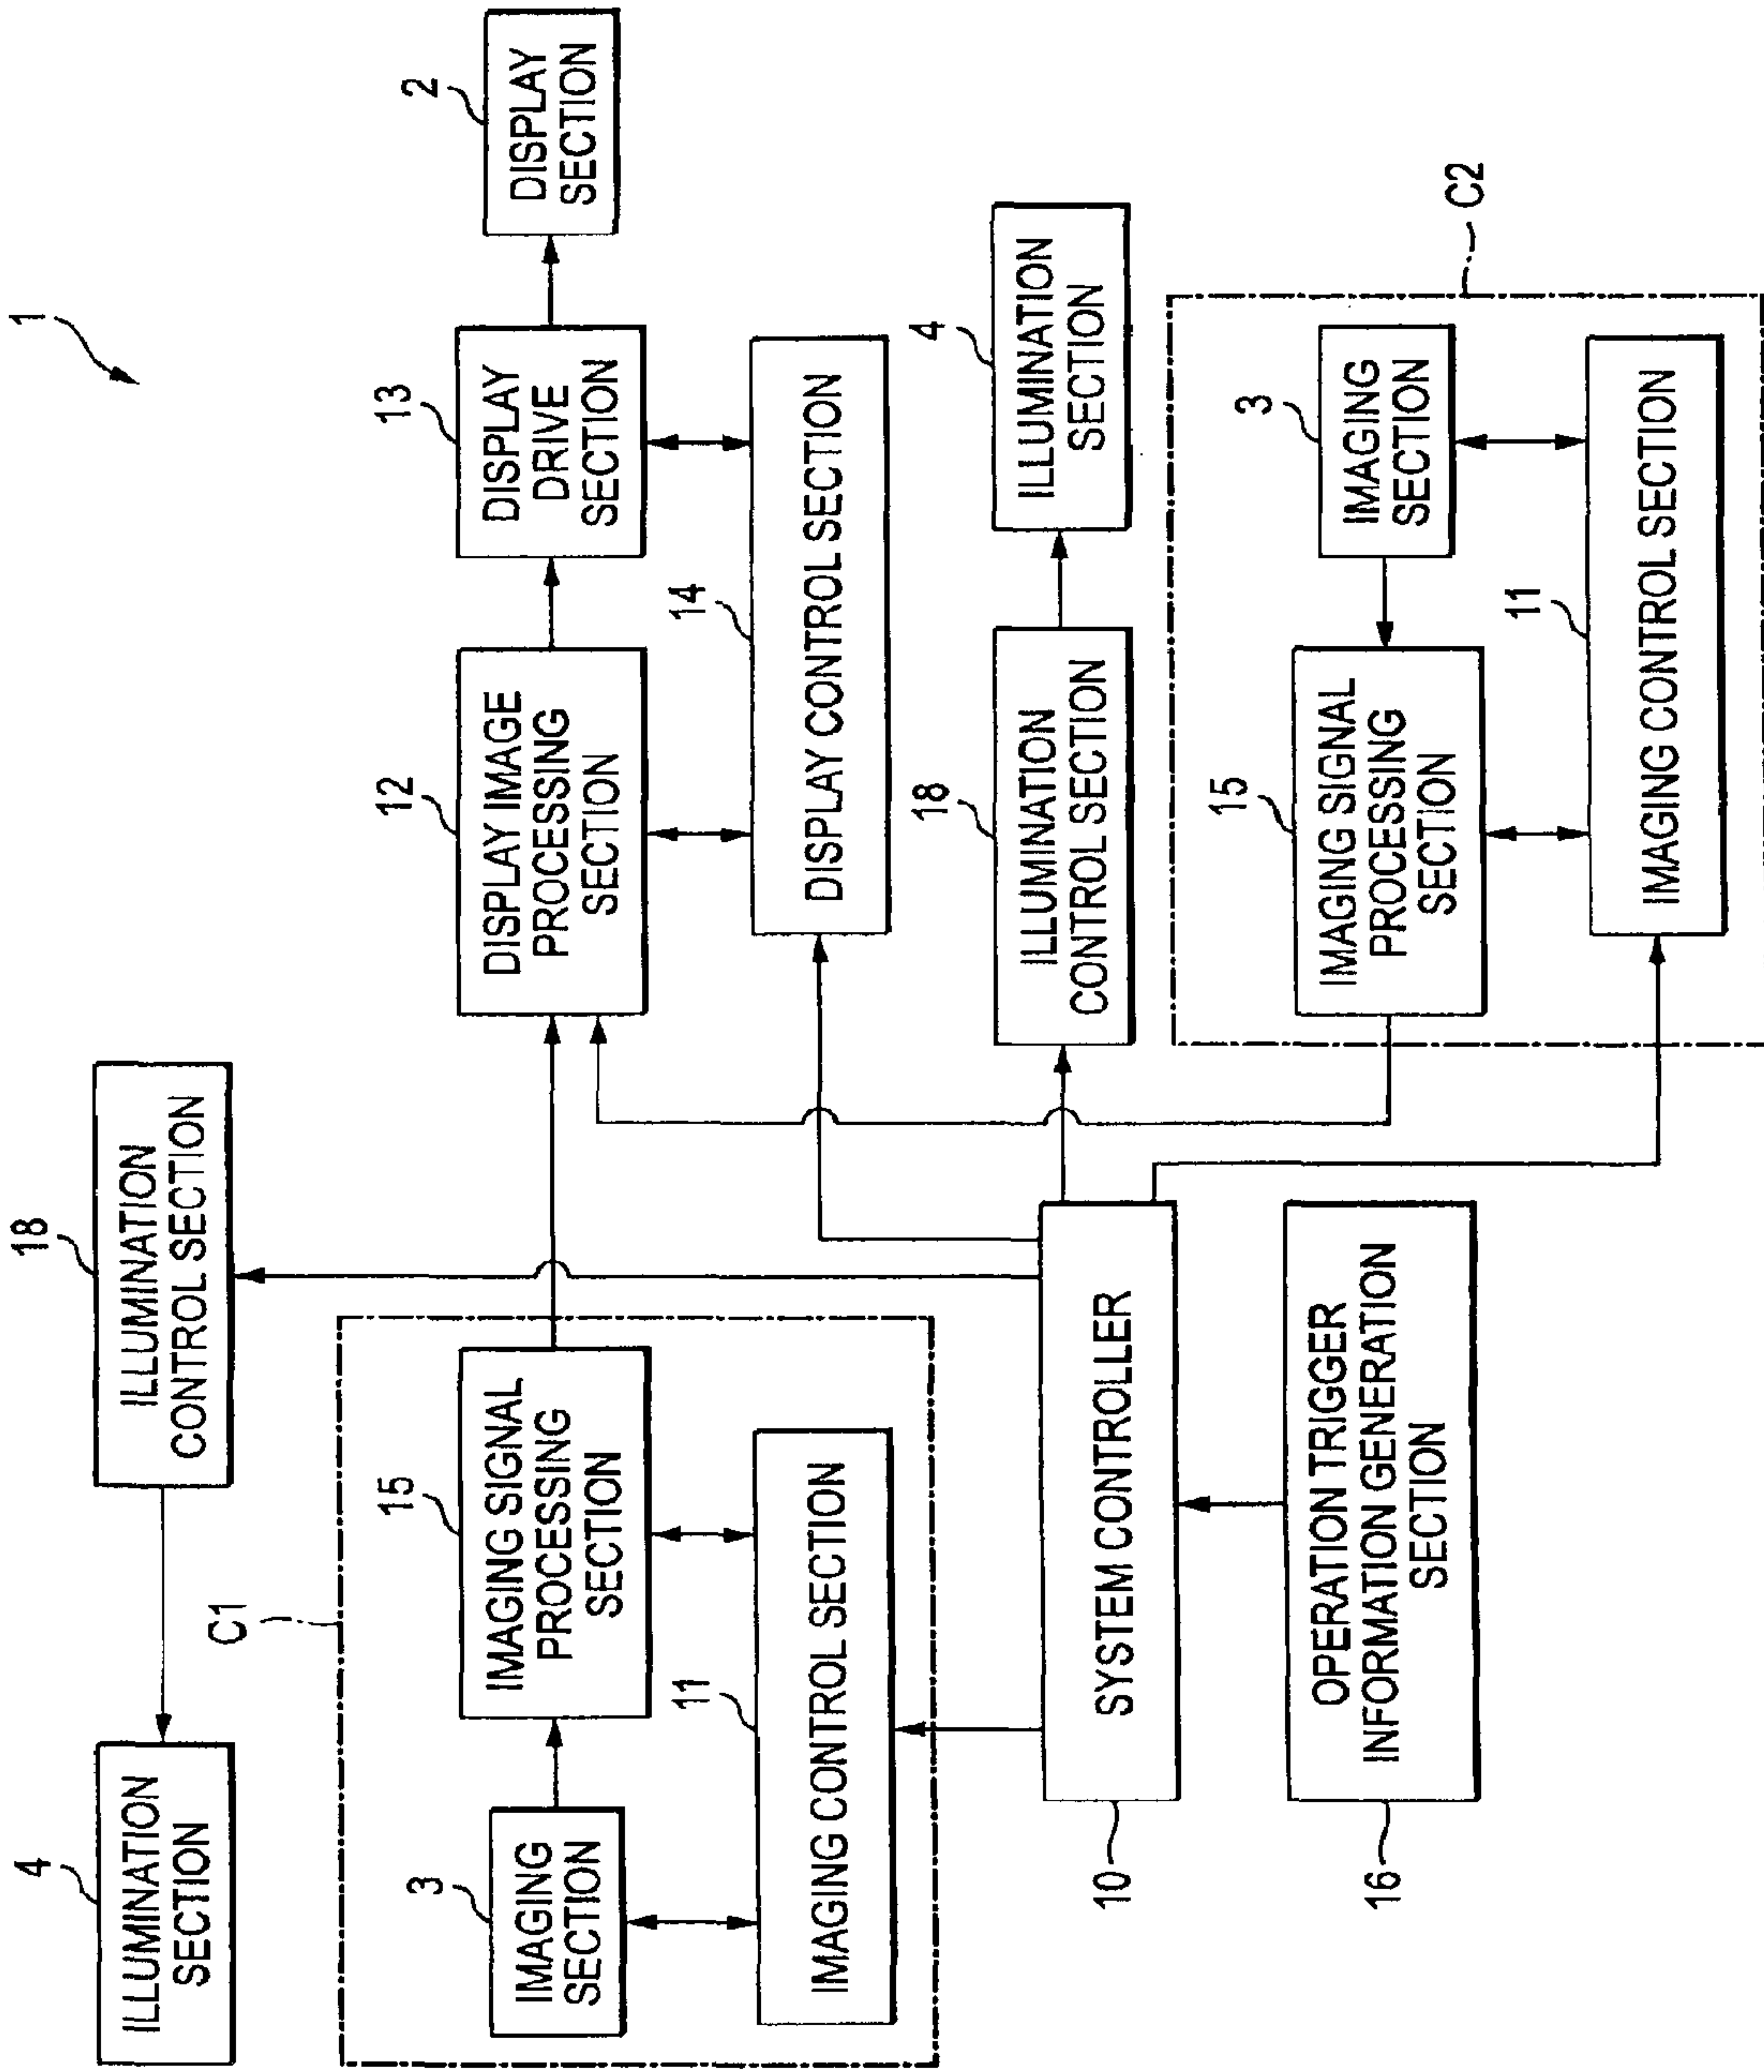 1
4
ILLUMINATION
SECTION
18
ILLUMINATION
CONTROL SECTION
C1
3
IMAGING
SECTION
15
IMAGING SIGNAL
PROCESSING
SECTION
11
IMAGING CONTROL SECTION
12
DISPLAY IMAGE
PROCESSING
SECTION
13
DISPLAY
DRIVE
SECTION
2
DISPLAY
SECTION
14
DISPLAY CONTROL SECTION
10
SYSTEM CONTROLLER
16
OPERATION TRIGGER
INFORMATION GENERATION
SECTION
18
ILLUMINATION
CONTROL SECTION
4
ILLUMINATION
SECTION
C2
15
IMAGING SIGNAL
PROCESSING
SECTION
3
IMAGING
SECTION
11
IMAGING CONTROL SECTION